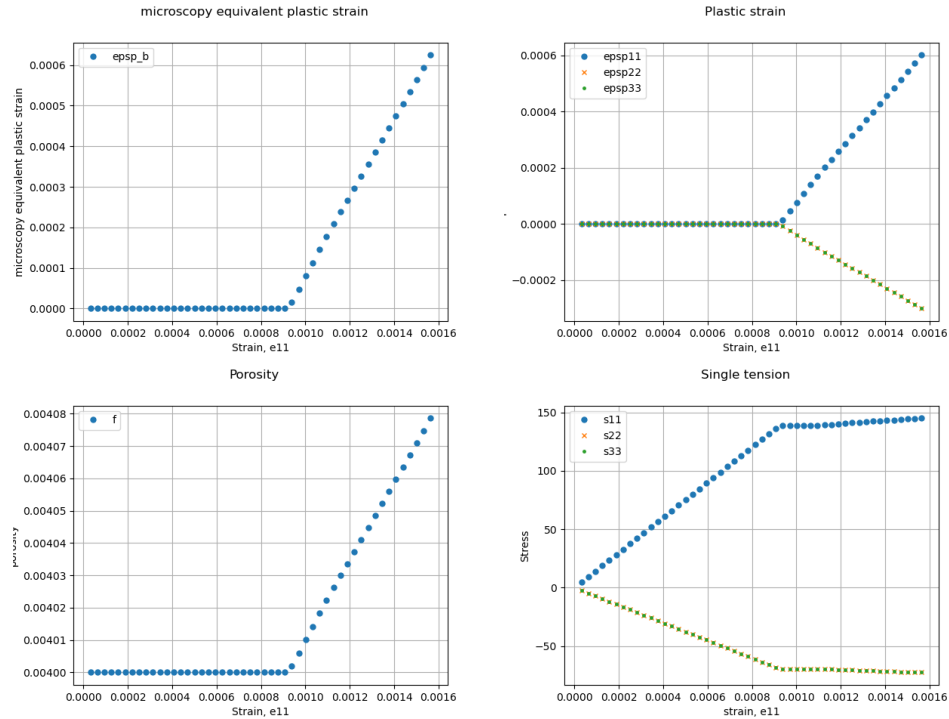 microscopy equivalent plastic strain
epsp_b
microscopy equivalent plastic strain
0.0006
0.0005
0.0004
0.0003
0.0002
0.0001
0.0000
0.0000 0.0002 0.0004 0.0006 0.0008 0.0010 0.0012 0.0014 0.0016
Strain, e11
Plastic strain
epsp11
epsp22
epsp33
0.0006
0.0004
0.0002
0.0000
−0.0002
0.0000 0.0002 0.0004 0.0006 0.0008 0.0010 0.0012 0.0014 0.0016
Strain, e11
Porosity
f
porosity
0.00408
0.00407
0.00406
0.00405
0.00404
0.00403
0.00402
0.00401
0.00400
0.0000 0.0002 0.0004 0.0006 0.0008 0.0010 0.0012 0.0014 0.0016
Strain, e11
Single tension
s11
s22
s33
Stress
150
100
50
0
−50
0.0000 0.0002 0.0004 0.0006 0.0008 0.0010 0.0012 0.0014 0.0016
strain, e11